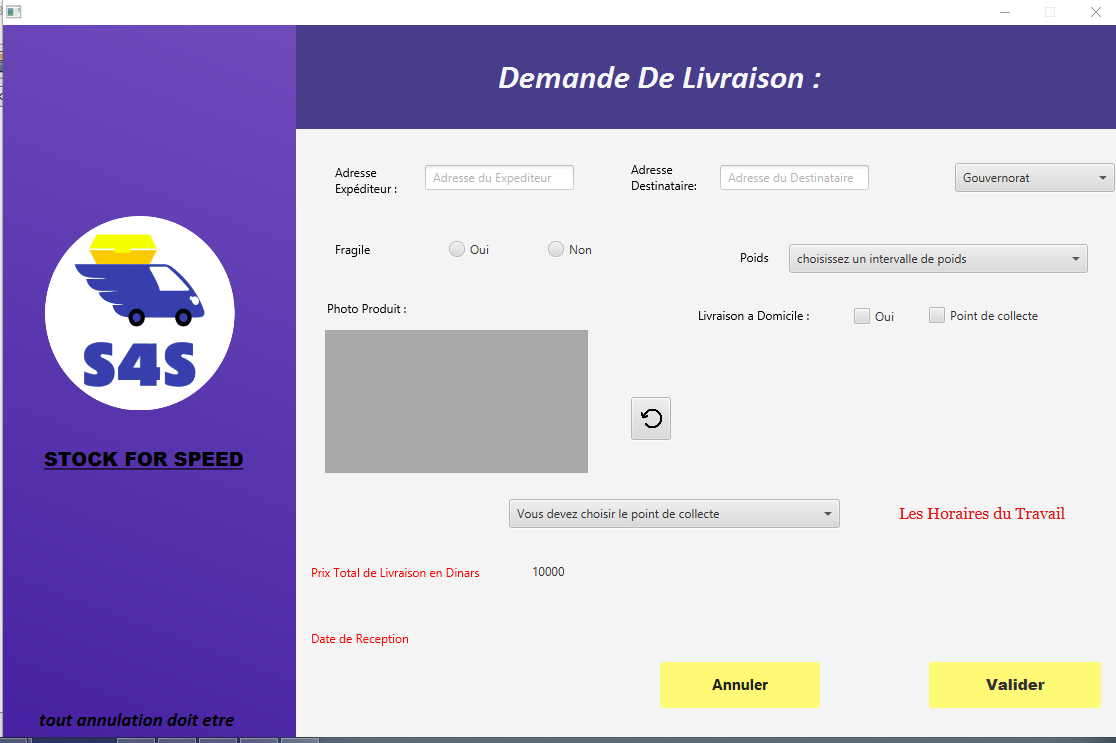 Demande De Livraison :
Adresse
Expéditeur :
Adresse du Expediteur
Adresse
Destinataire:
Adresse du Destinataire
Gouvernorat
Fragile
Oui
Non
Poids
choisissez un intervalle de poids
Photo Produit :
Livraison a Domicile :
Oui
Point de collecte
S4S
STOCK FOR SPEED
Vous devez choisir le point de collecte
Les Horaires du Travail
Prix Total de Livraison en Dinars
10000
Date de Reception
Annuler
Valider
tout annulation doit etre